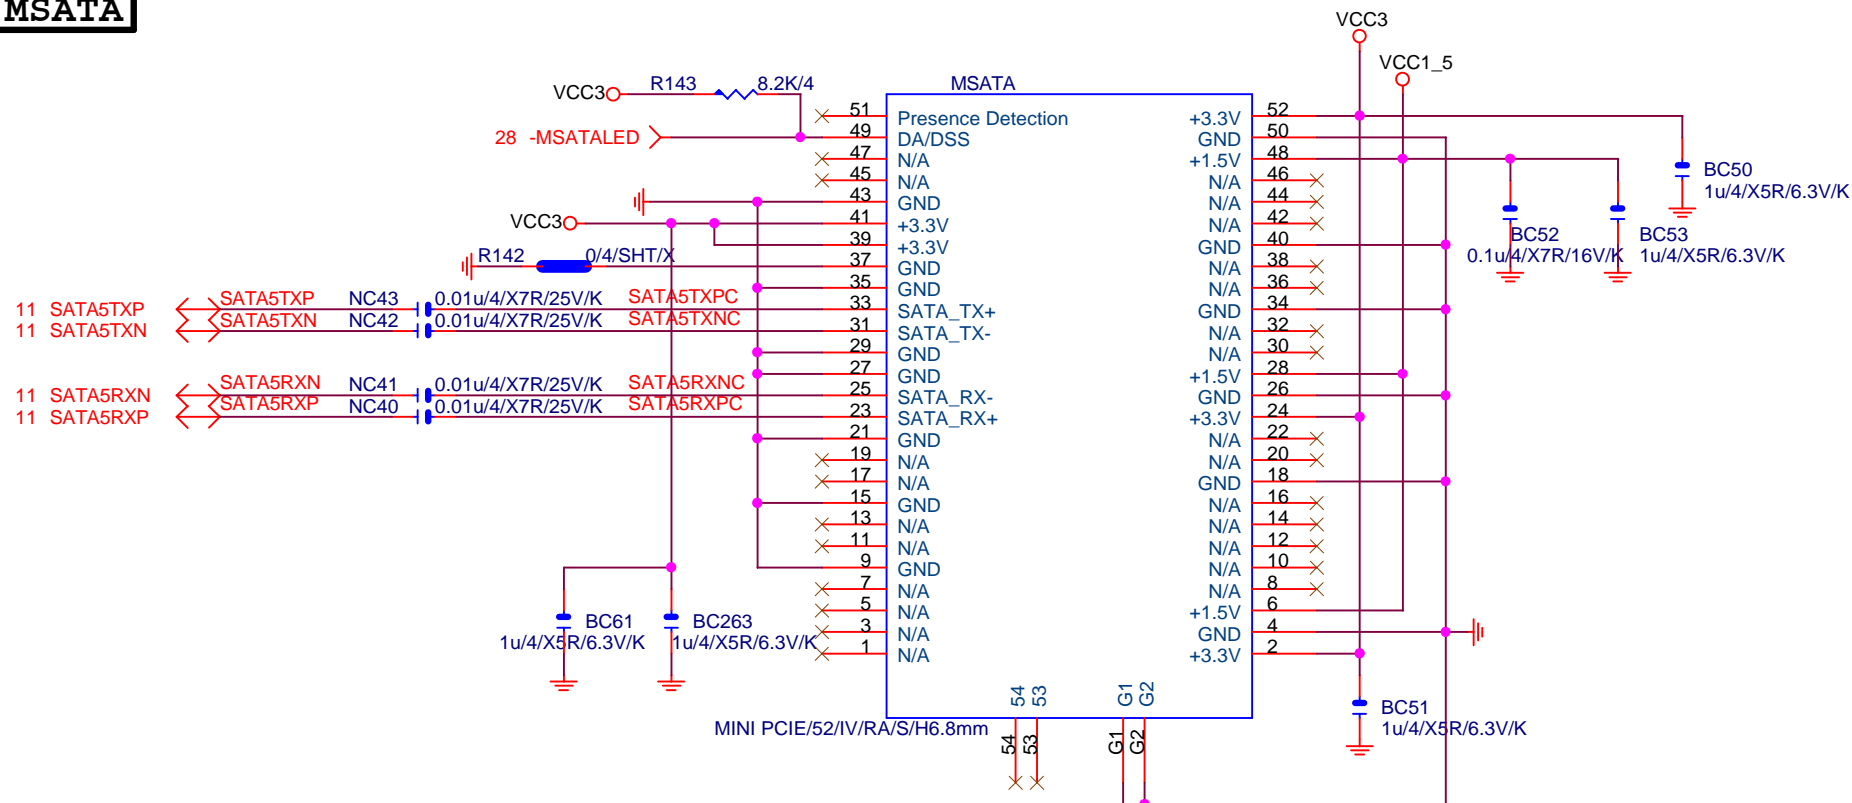 MSATA
VCC3
VCC1_5
VCC3 R143 8.2K/4 MSATA
28 -MSATALED
51 Presence Detection +3.3V 52
49 DA/DSS GND 50
47 N/A +1.5V 48
45 N/A N/A 46
43 GND N/A 44
VCC3 41 +3.3V N/A 42
39 +3.3V GND 40
R142 0/4/SHT/X 37 GND N/A 38
35 GND N/A 36
11 SATA5TXP SATA5TXP NC43 0.01u/4/X7R/25V/K SATA5TXPC 33 SATA_TX+ GND 34
11 SATA5TXN SATA5TXN NC42 0.01u/4/X7R/25V/K SATA5TXNC 31 SATA_TX- N/A 32
29 GND N/A 30
27 GND +1.5V 28
11 SATA5RXN SATA5RXN NC41 0.01u/4/X7R/25V/K SATA5RXNC 25 SATA_RX- GND 26
11 SATA5RXP SATA5RXP NC40 0.01u/4/X7R/25V/K SATA5RXPC 23 SATA_RX+ +3.3V 24
21 GND N/A 22
19 N/A N/A 20
17 N/A GND 18
15 GND N/A 16
13 N/A N/A 14
11 N/A N/A 12
9 GND N/A 10
7 N/A N/A 8
5 N/A +1.5V 6
3 N/A GND 4
1 N/A +3.3V 2
BC50
1u/4/X5R/6.3V/K
BC52
0.1u/4/X7R/16V/K
BC53
1u/4/X5R/6.3V/K
BC61
1u/4/X5R/6.3V/K
BC263
1u/4/X5R/6.3V/K
BC51
1u/4/X5R/6.3V/K
54 53 G1 G2
MINI PCIE/52/IV/RA/S/H6.8mm
54 53 G1 G2